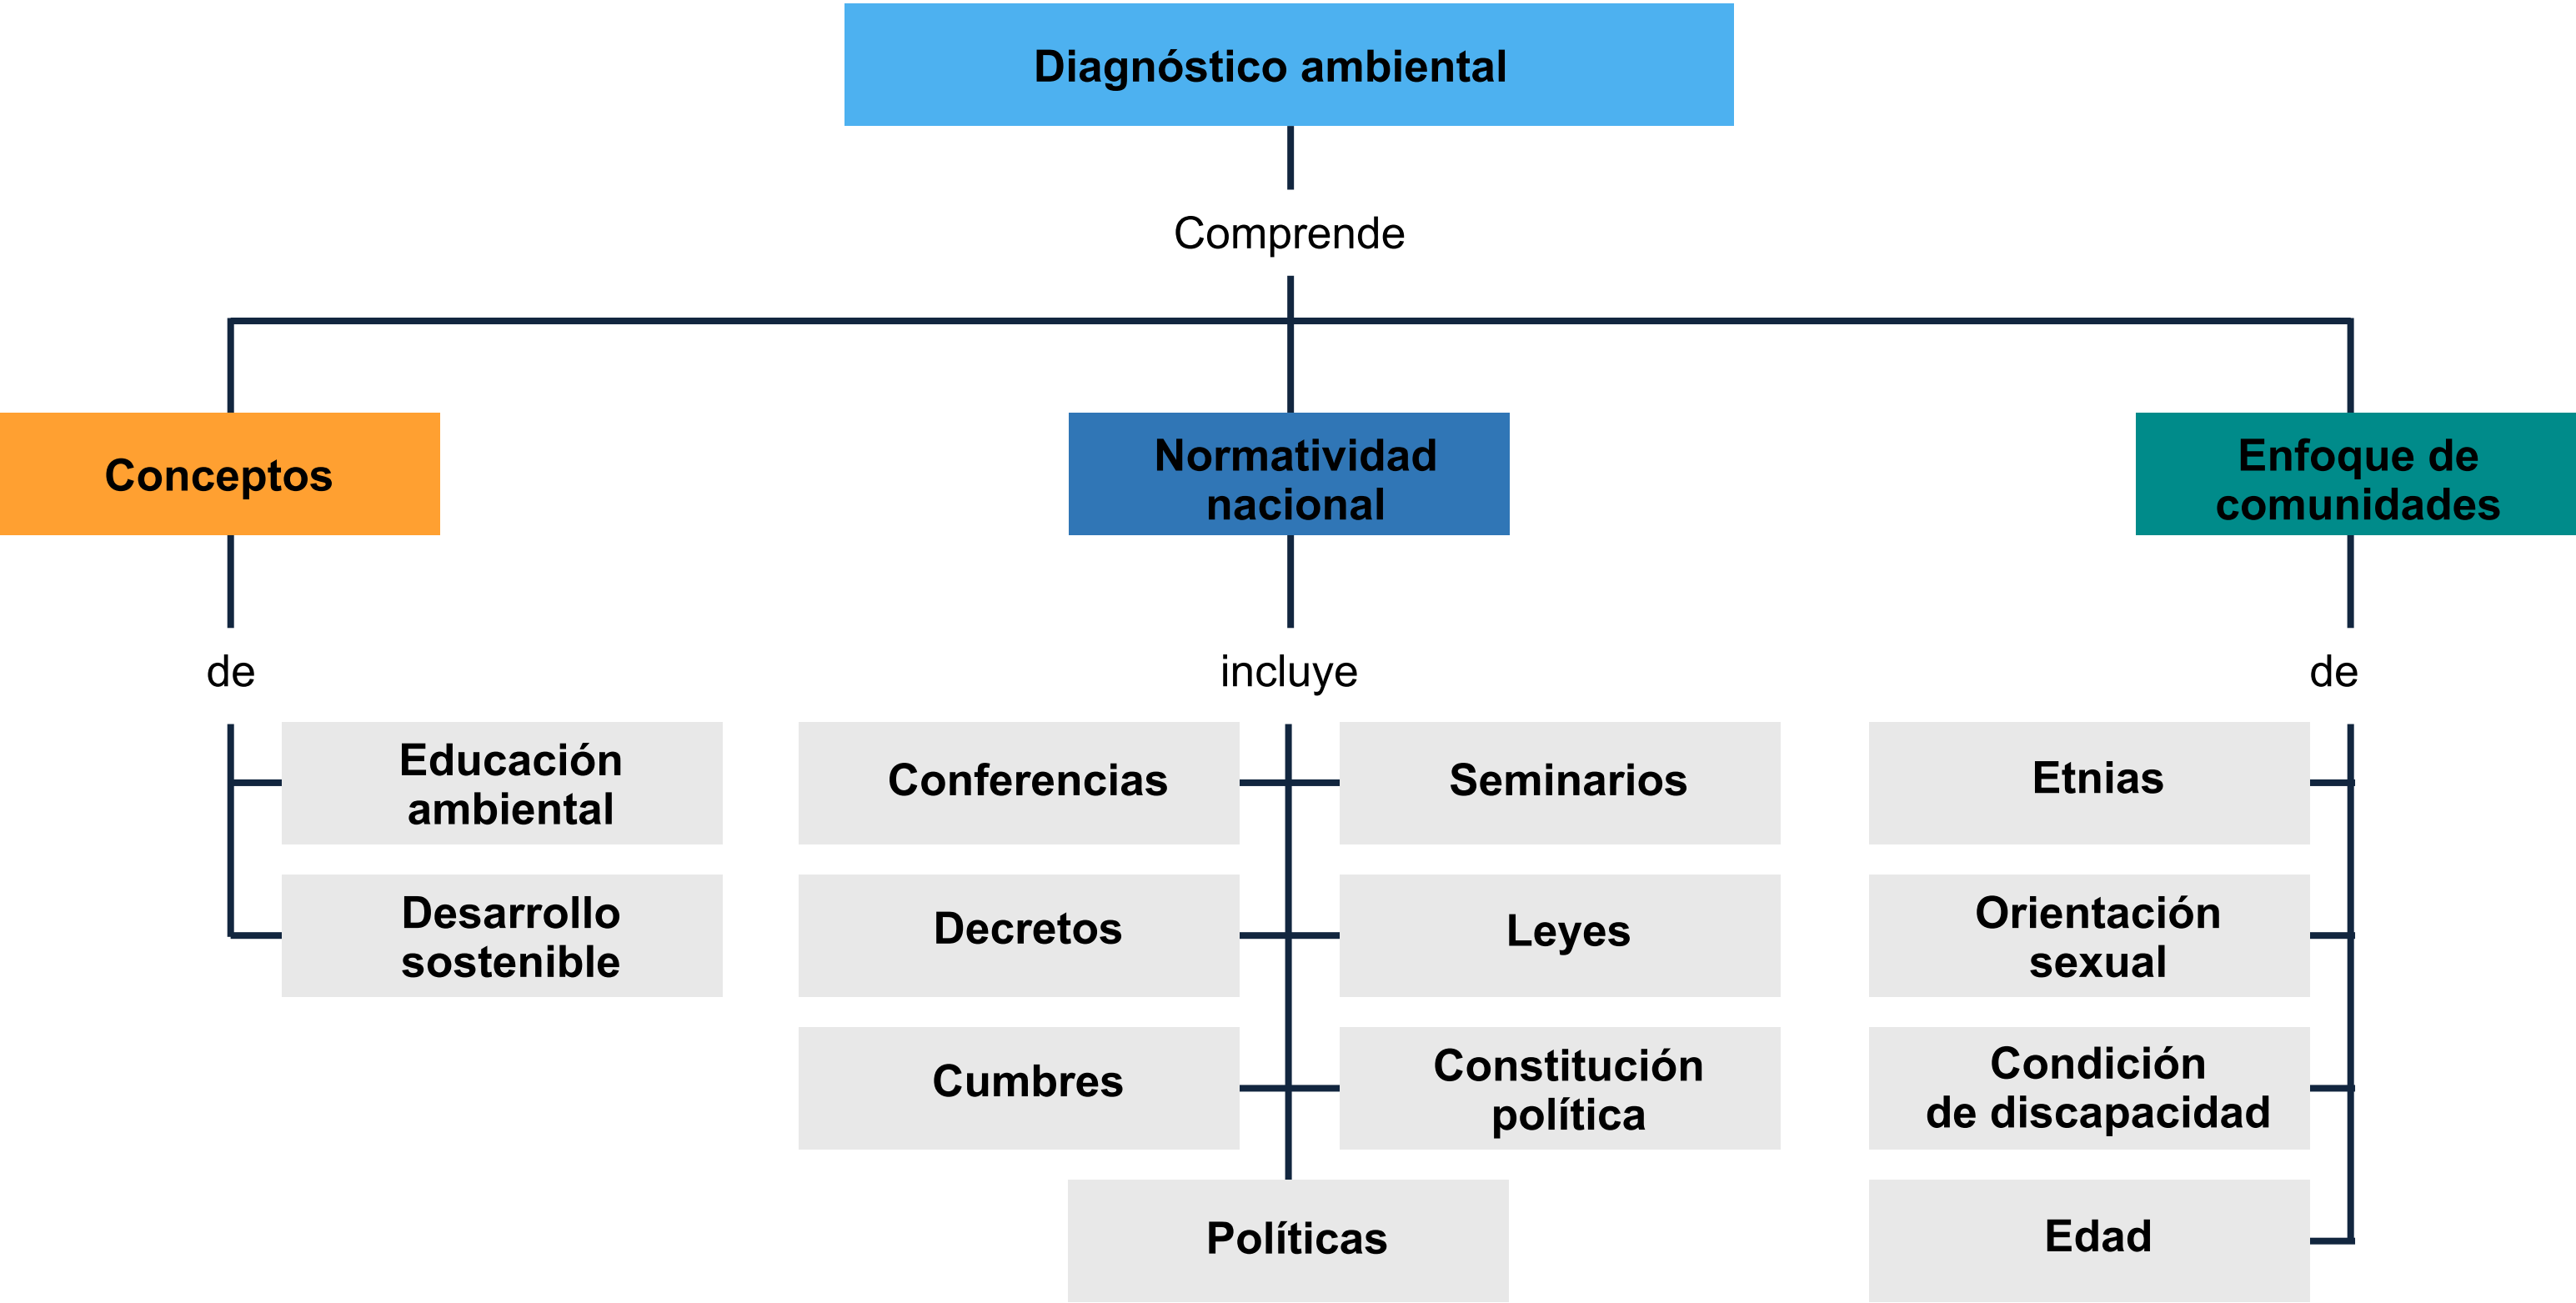 Diagnóstico ambiental
Comprende
Conceptos
Normatividad
nacional
Enfoque de
comunidades
de
incluye
de
Educación
ambiental
Desarrollo
sostenible
Conferencias
Seminarios
Decretos
Leyes
Cumbres
Constitución
política
Políticas
Etnias
Orientación
sexual
Condición
de discapacidad
Edad